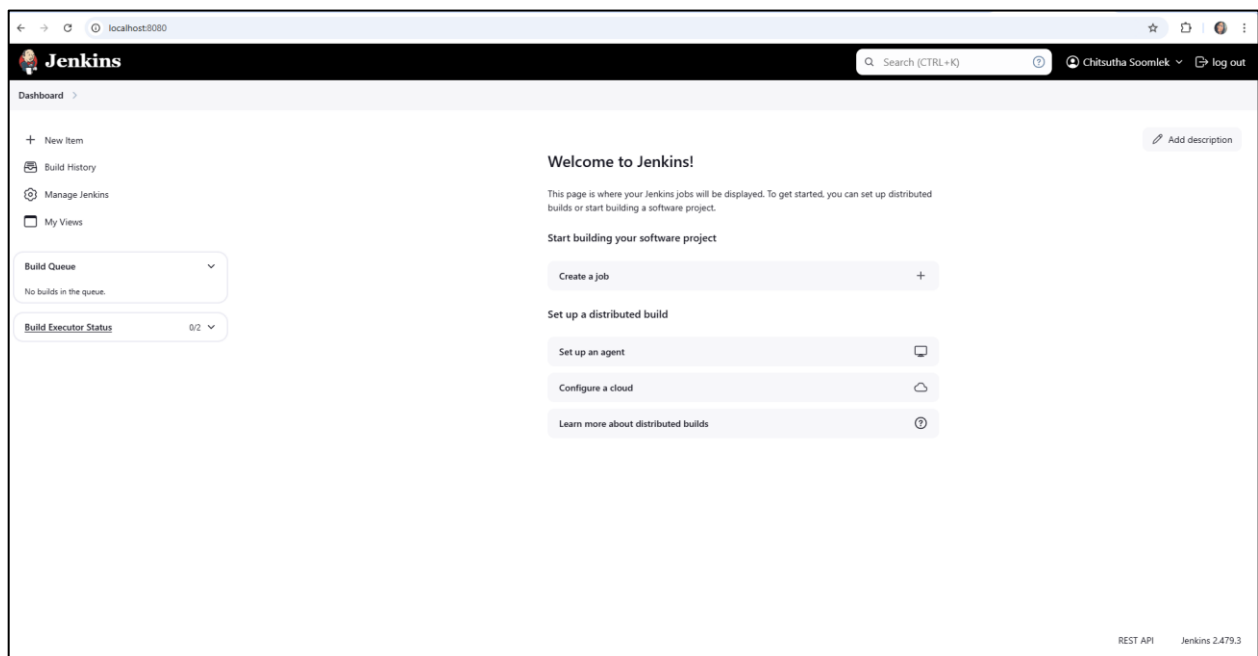 localhost:8080
Jenkins
Search (CTRL+K)
Chitsutha Soomlek
log out
Dashboard
New Item
Build History
Manage Jenkins
My Views
Build Queue
No builds in the queue.
Build Executor Status 0/2
Add description
Welcome to Jenkins!
This page is where your Jenkins jobs will be displayed. To get started, you can set up distributed
builds or start building a software project.
Start building your software project
Create a job
Set up a distributed build
Set up an agent
Configure a cloud
Learn more about distributed builds
REST API
Jenkins 2.479.3